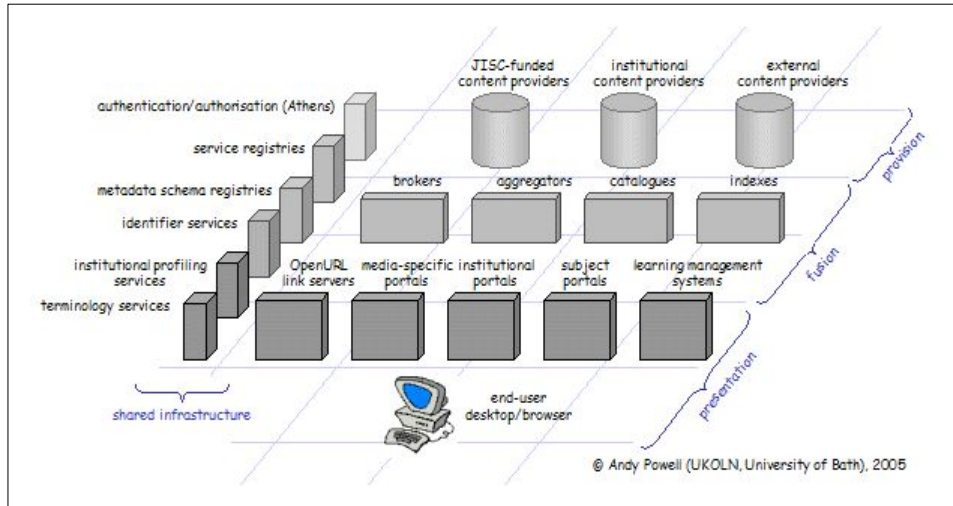 JISC-funded
content providers
institutional
content providers
external
content providers
authentication/authorisation (Athens)
service registries
metadata schema registries
identifier services
institutional profiling
services
terminology services
brokers
aggregators
catalogues
indexes
OpenURL
link servers
media-specific
portals
institutional
portals
subject
portals
learning management
systems
provision
fusion
presentation
shared infrastructure
end-user
desktop/browser
© Andy Powell (UKOLN, University of Bath), 2005